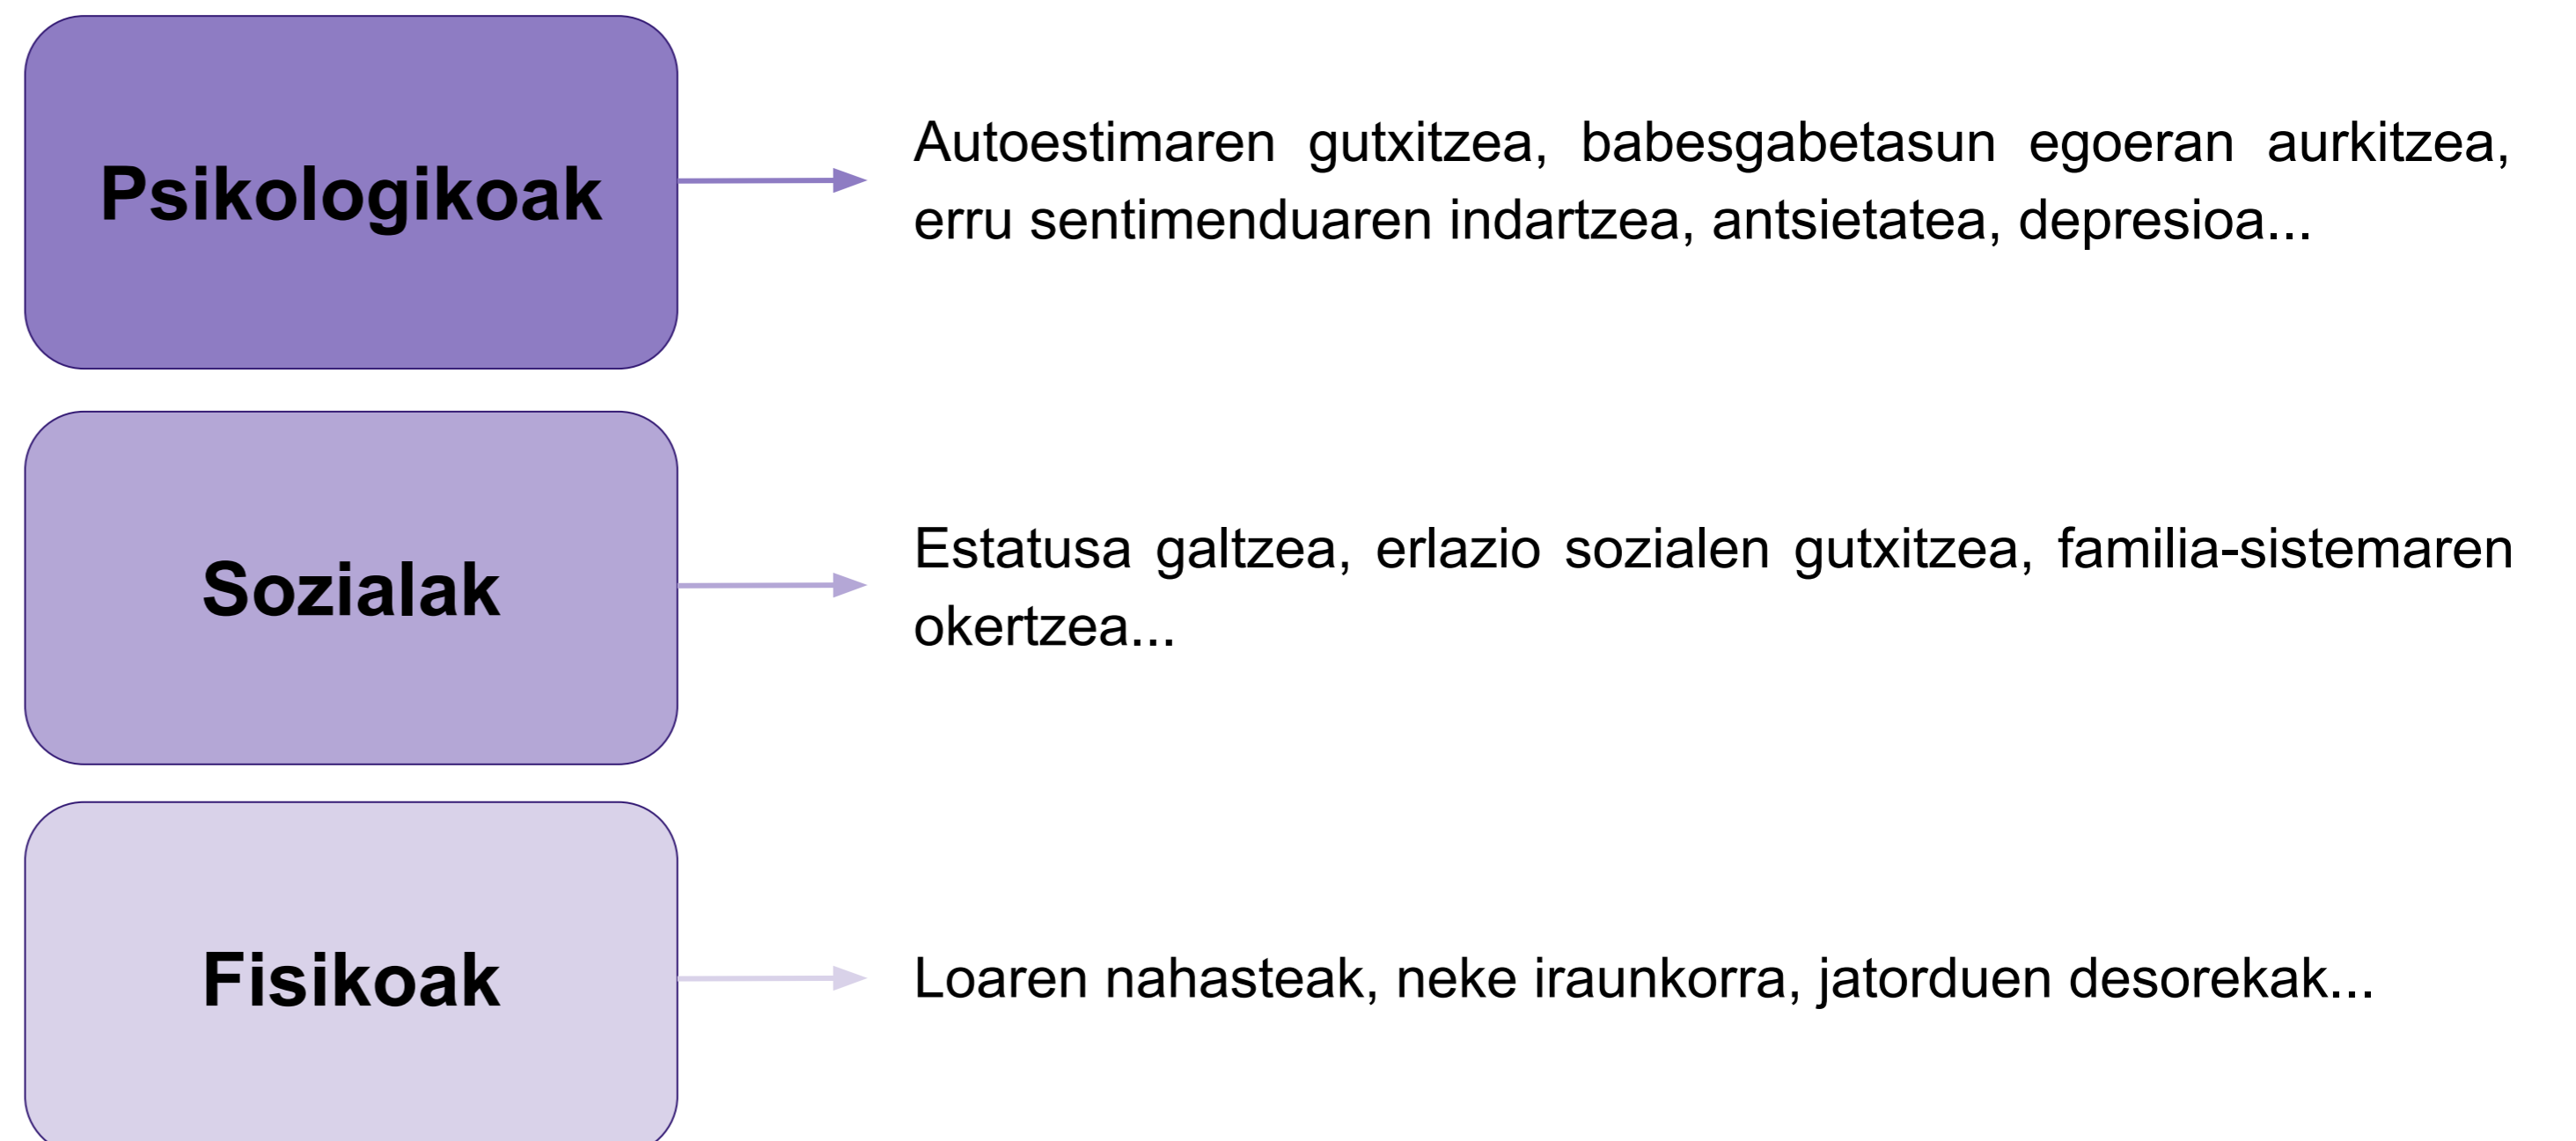 Psikologikoak
Autoestimaren gutxitzea, babesgabetasun egoeran aurkitzea,
erru sentimenduaren indartzea, antsietatea, depresioa...
Sozialak
Estatusa galtzea, erlazio sozialen gutxitzea, familia-sistemaren
okertzea...
Fisikoak
Loaren nahasteak, neke iraunkorra, jatorduen desorekak...